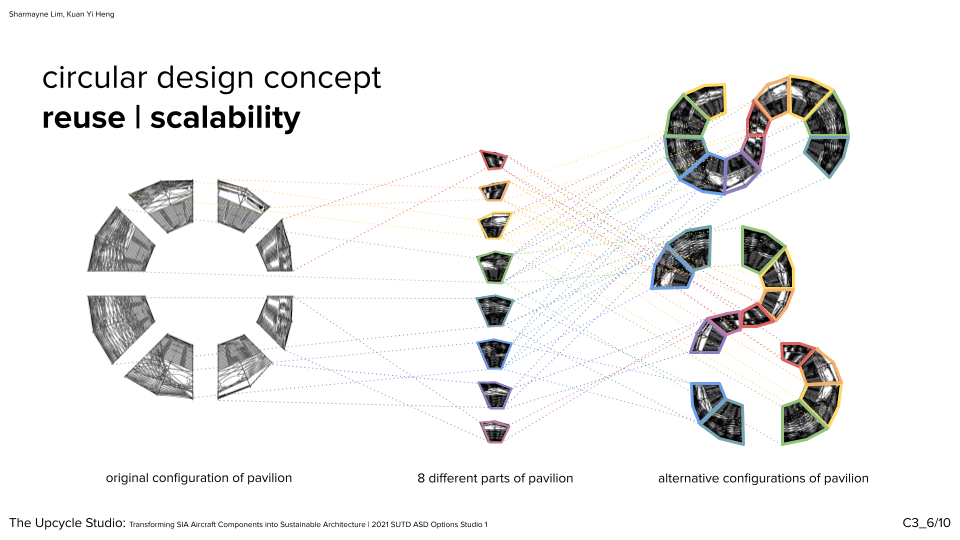 Sharmayne Lim, Kuan Yi Heng
circular design concept
reuse | scalability
original configuration of pavilion
8 different parts of pavilion
alternative configurations of pavilion
The Upcycle Studio: Transforming SIA Aircraft Components into Sustainable Architecture | 2021 SUTD ASD Options Studio 1
C3_6/10